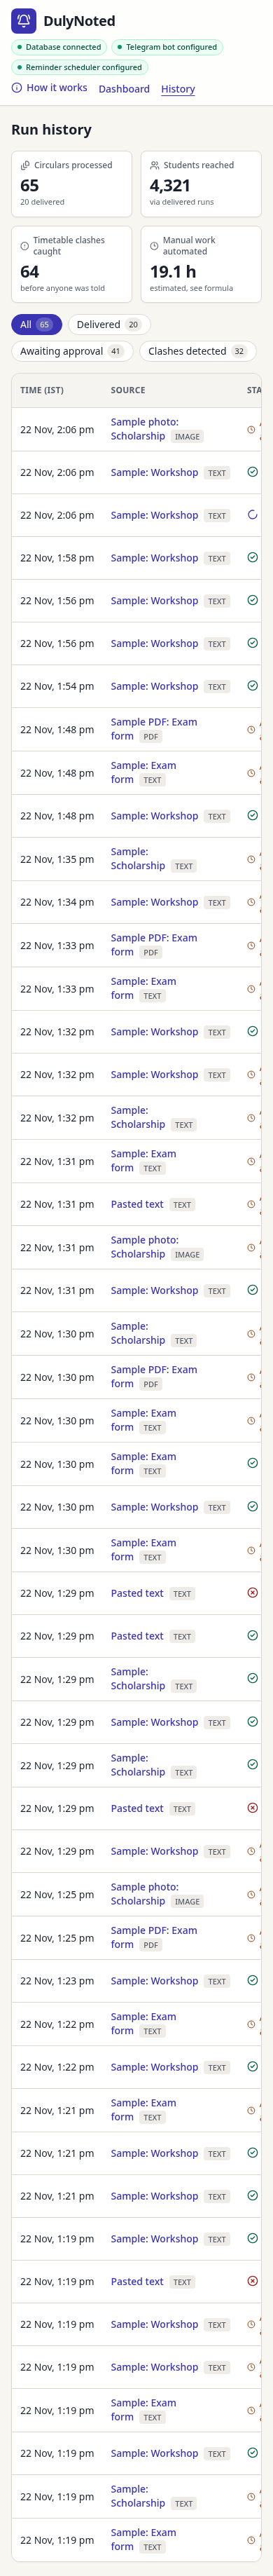 DulyNoted
Database connected
Telegram bot configured
Reminder scheduler configured
How it works
Dashboard
History
Run history
Circulars processed
65
20 delivered
Students reached
4,321
via delivered runs
Timetable clashes
caught
64
before anyone was told
Manual work
automated
19.1 h
estimated, see formula
All 65
Delivered 20
Awaiting approval 41
Clashes detected 32
TIME (IST) SOURCE
22 Nov, 2:06 pm Sample photo:
Scholarship IMAGE
22 Nov, 2:06 pm Sample: Workshop TEXT
22 Nov, 2:06 pm Sample: Workshop TEXT
22 Nov, 1:58 pm Sample: Workshop TEXT
22 Nov, 1:56 pm Sample: Workshop TEXT
22 Nov, 1:56 pm Sample: Workshop TEXT
22 Nov, 1:54 pm Sample: Workshop TEXT
22 Nov, 1:48 pm Sample PDF: Exam
form PDF
22 Nov, 1:48 pm Sample: Exam
form TEXT
22 Nov, 1:48 pm Sample: Workshop TEXT
22 Nov, 1:35 pm Sample:
Scholarship TEXT
22 Nov, 1:34 pm Sample: Workshop TEXT
22 Nov, 1:33 pm Sample PDF: Exam
form PDF
22 Nov, 1:33 pm Sample: Exam
form TEXT
22 Nov, 1:32 pm Sample: Workshop TEXT
22 Nov, 1:32 pm Sample: Workshop TEXT
22 Nov, 1:32 pm Sample:
Scholarship TEXT
22 Nov, 1:31 pm Sample: Exam
form TEXT
22 Nov, 1:31 pm Pasted text TEXT
22 Nov, 1:31 pm Sample photo:
Scholarship IMAGE
22 Nov, 1:31 pm Sample: Workshop TEXT
22 Nov, 1:30 pm Sample:
Scholarship TEXT
22 Nov, 1:30 pm Sample PDF: Exam
form PDF
22 Nov, 1:30 pm Sample: Exam
form TEXT
22 Nov, 1:30 pm Sample: Exam
form TEXT
22 Nov, 1:30 pm Sample: Workshop TEXT
22 Nov, 1:30 pm Sample: Exam
form TEXT
22 Nov, 1:29 pm Pasted text TEXT
22 Nov, 1:29 pm Pasted text TEXT
22 Nov, 1:29 pm Sample:
Scholarship TEXT
22 Nov, 1:29 pm Sample: Workshop TEXT
22 Nov, 1:29 pm Sample:
Scholarship TEXT
22 Nov, 1:29 pm Pasted text TEXT
22 Nov, 1:29 pm Sample: Workshop TEXT
22 Nov, 1:25 pm Sample photo:
Scholarship IMAGE
22 Nov, 1:25 pm Sample PDF: Exam
form PDF
22 Nov, 1:23 pm Sample: Workshop TEXT
22 Nov, 1:22 pm Sample: Exam
form TEXT
22 Nov, 1:22 pm Sample: Workshop TEXT
22 Nov, 1:21 pm Sample: Exam
form TEXT
22 Nov, 1:21 pm Sample: Workshop TEXT
22 Nov, 1:21 pm Sample: Workshop TEXT
22 Nov, 1:19 pm Sample: Workshop TEXT
22 Nov, 1:19 pm Pasted text TEXT
22 Nov, 1:19 pm Sample: Workshop TEXT
22 Nov, 1:19 pm Sample: Workshop TEXT
22 Nov, 1:19 pm Sample: Exam
form TEXT
22 Nov, 1:19 pm Sample: Workshop TEXT
22 Nov, 1:19 pm Sample:
Scholarship TEXT
22 Nov, 1:19 pm Sample: Exam
form TEXT